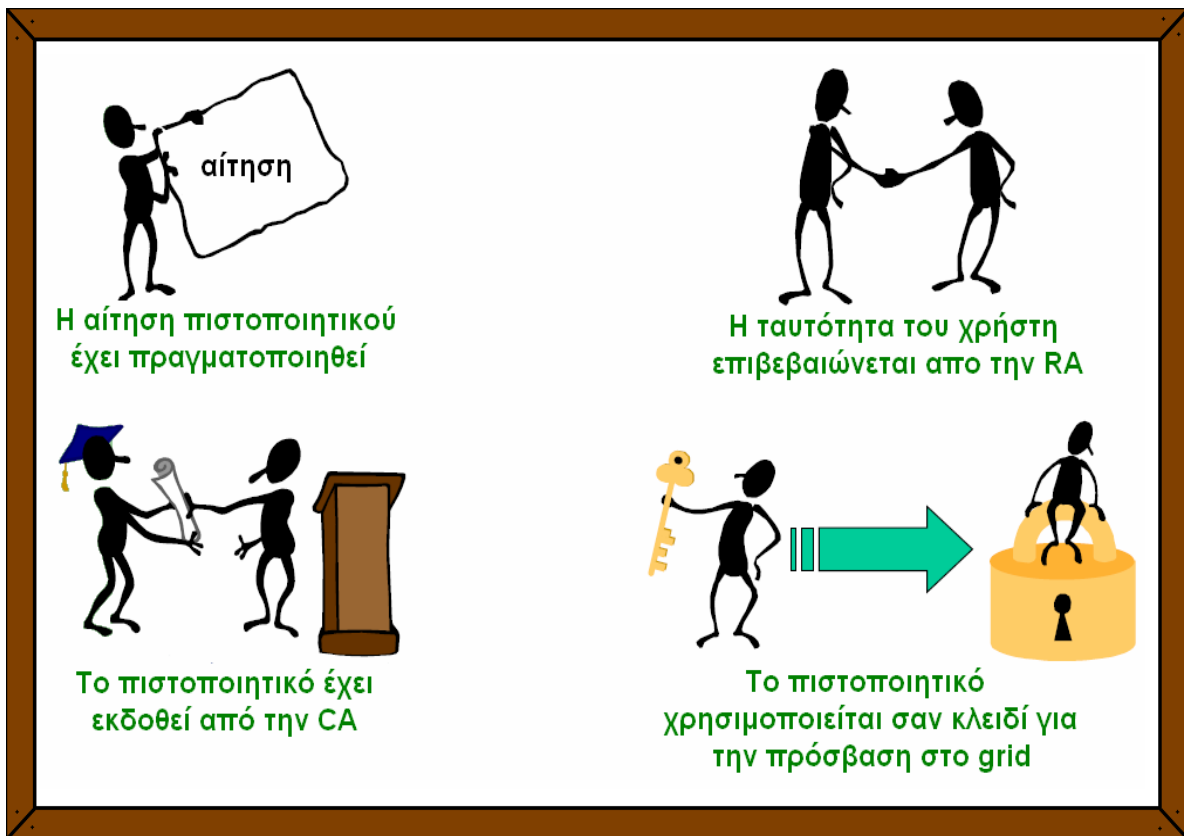 αίτηση
Η αίτηση πιστοποιητικού
έχει πραγματοποιηθεί
Η ταυτότητα του χρήστη
επιβεβαιώνεται απο την RA
Το πιστοποιητικό έχει
εκδοθεί από την CA
Το πιστοποιητικό
χρησιμοποιείται σαν κλειδί για
την πρόσβαση στο grid